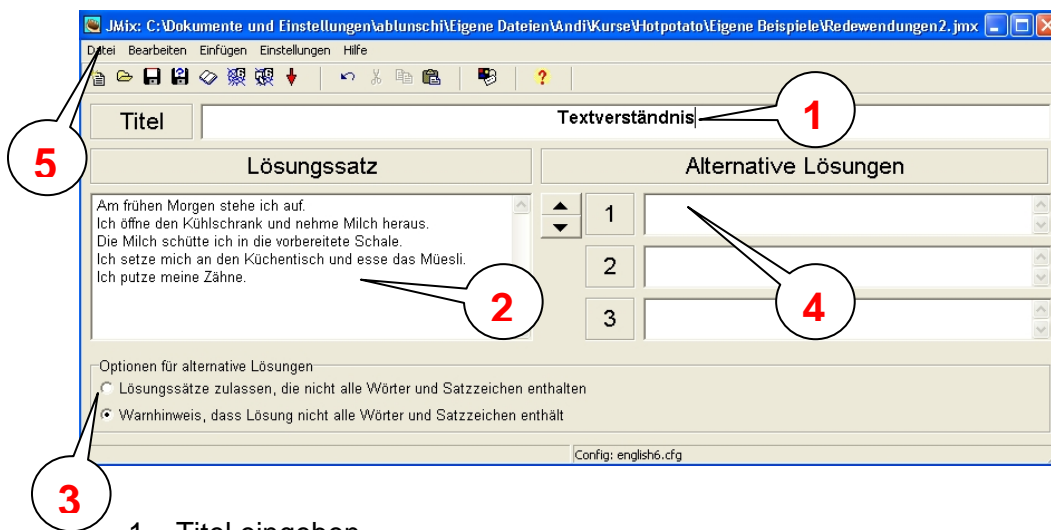 JMix: C:\Dokumente und Einstellungen\ablunschi\Eigene Dateien\Andi\Kurse\Hotpotato\Eigene Beispiele\Redewendungen2.jmx
Datei Bearbeiten Einfügen Einstellungen Hilfe
Titel
Textverständnis
1
5
Lösungssatz
Alternative Lösungen
Am frühen Morgen stehe ich auf.
Ich öffne den Kühlschrank und nehme Milch heraus.
Die Milch schütte ich in die vorbereitete Schale.
Ich setze mich an den Küchentisch und esse das Müesli.
Ich putze meine Zähne.
1
2
3
2
4
Optionen für alternative Lösungen
Lösungssätze zulassen, die nicht alle Wörter und Satzzeichen enthalten
Warnhinweis, dass Lösung nicht alle Wörter und Satzzeichen enthält
Config: english6.cfg
3
1. Titel eingeben